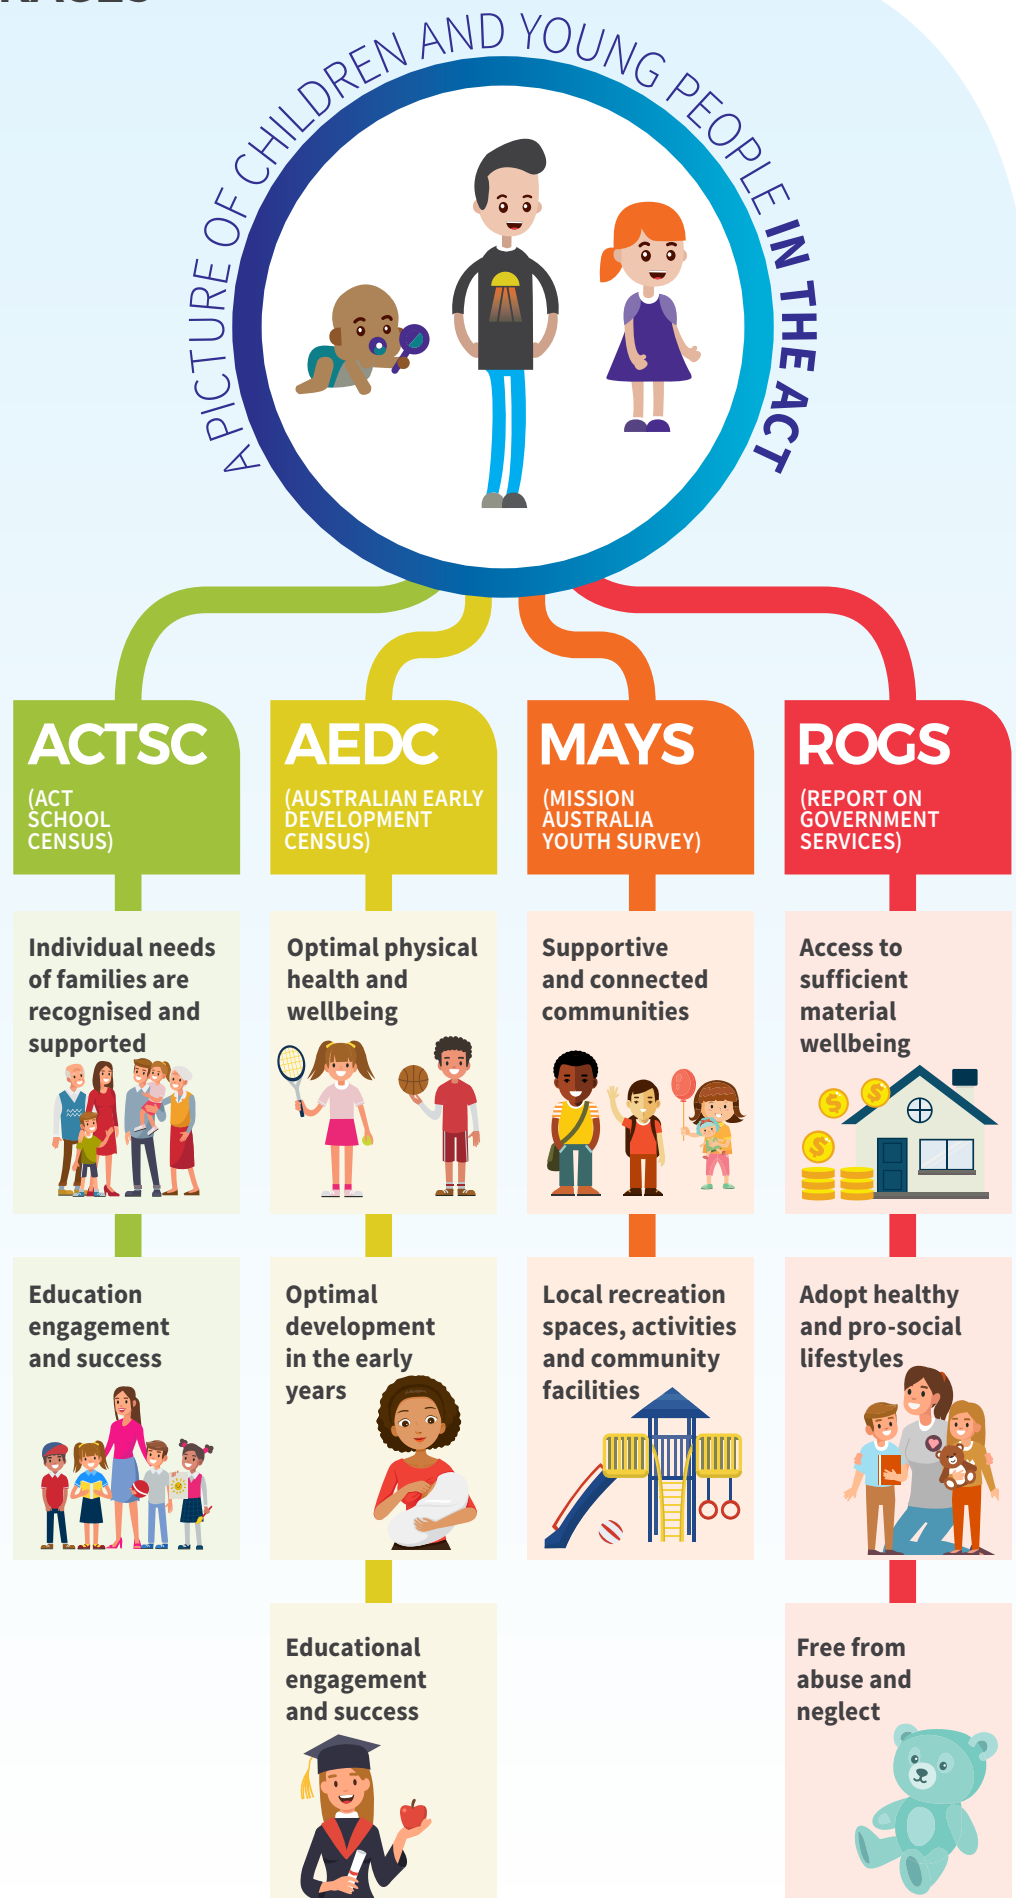 A PICTURE OF CHILDREN AND YOUNG PEOPLE IN THE ACT
ACTSC
(ACT
SCHOOL
CENSUS)
Individual needs
of families are
recognised and
supported
Education
engagement
and success
AEDC
(AUSTRALIAN EARLY
DEVELOPMENT
CENSUS)
Optimal physical
health and
wellbeing
Optimal
development
in the early
years
Educational
engagement
and success
MAYS
(MISSION
AUSTRALIA
YOUTH SURVEY)
Supportive
and connected
communities
Local recreation
spaces, activities
and community
facilities
ROGS
(REPORT ON
GOVERNMENT
SERVICES)
Access to
sufficient
material
wellbeing
Adopt healthy
and pro-social
lifestyles
Free from
abuse and
neglect